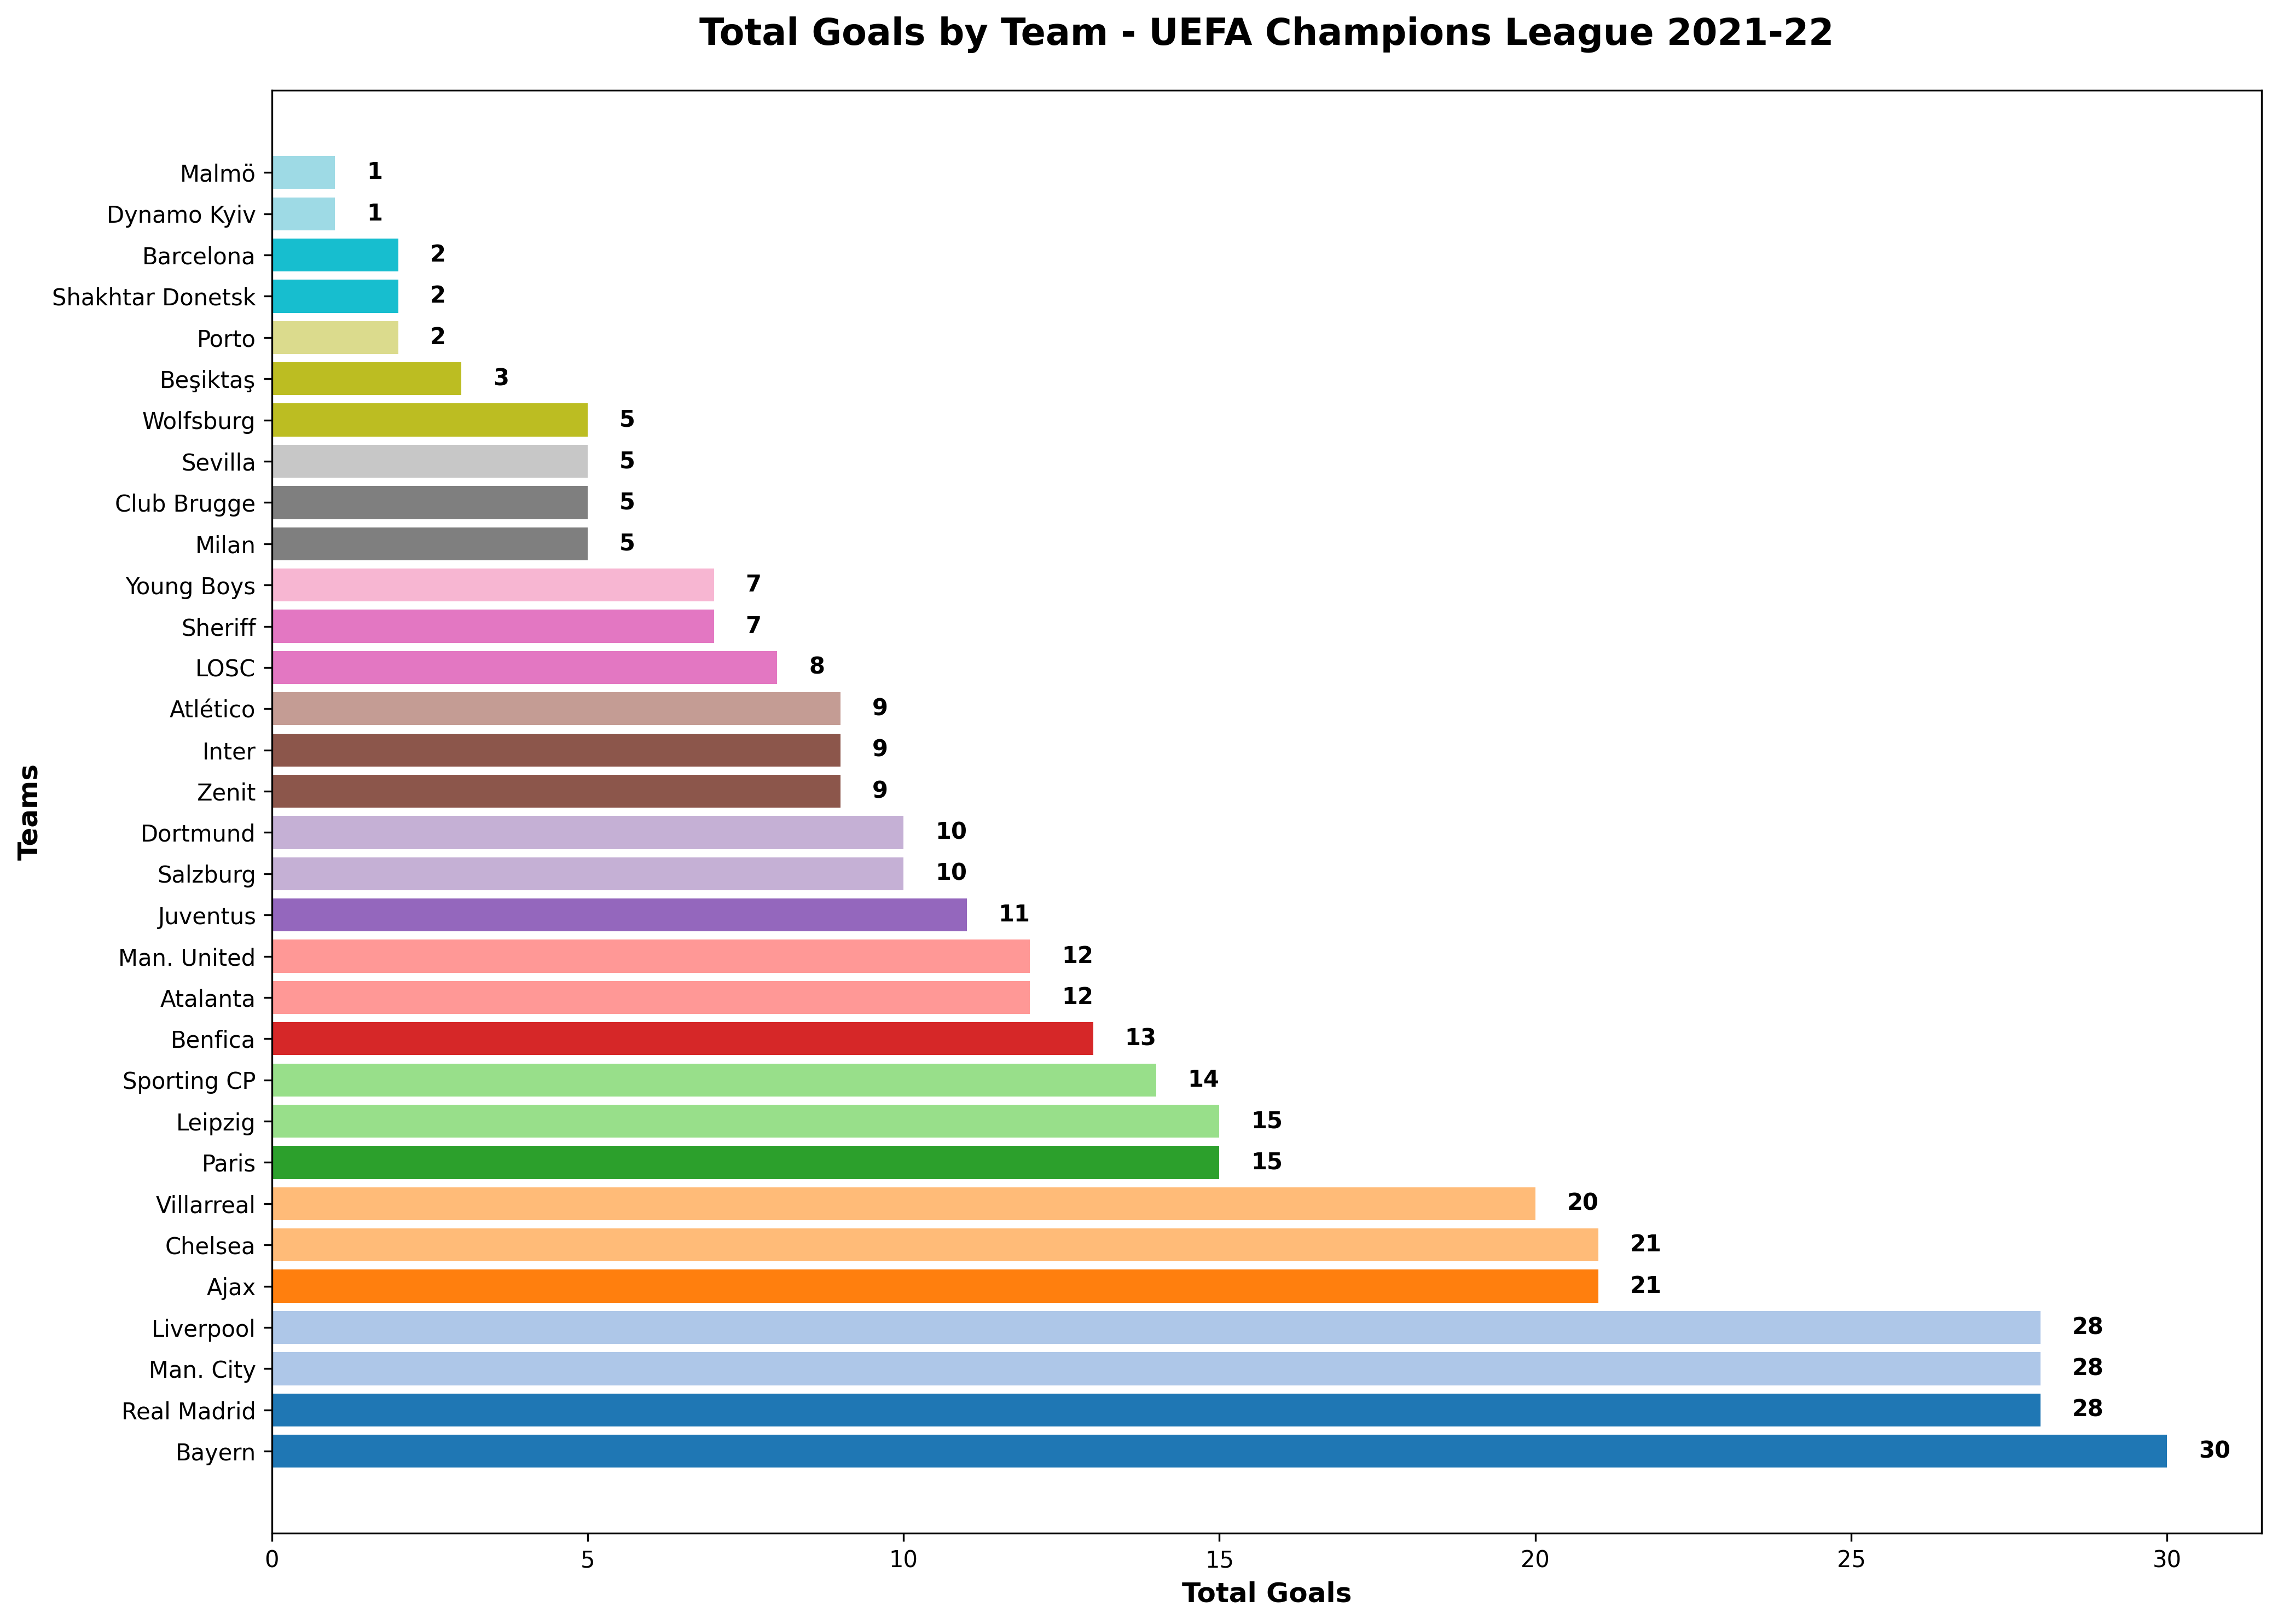 Total Goals by Team - UEFA Champions League 2021-22
Teams
Malmö 1
Dynamo Kyiv 1
Barcelona 2
Shakhtar Donetsk 2
Porto 2
Beşiktaş 3
Wolfsburg 5
Sevilla 5
Club Brugge 5
Milan 5
Young Boys 7
Sheriff 7
LOSC 8
Atlético 9
Inter 9
Zenit 9
Dortmund 10
Salzburg 10
Juventus 11
Man. United 12
Atalanta 12
Benfica 13
Sporting CP 14
Leipzig 15
Paris 15
Villarreal 20
Chelsea 21
Ajax 21
Liverpool 28
Man. City 28
Real Madrid 28
Bayern 30
0 5 10 15 20 25 30
Total Goals